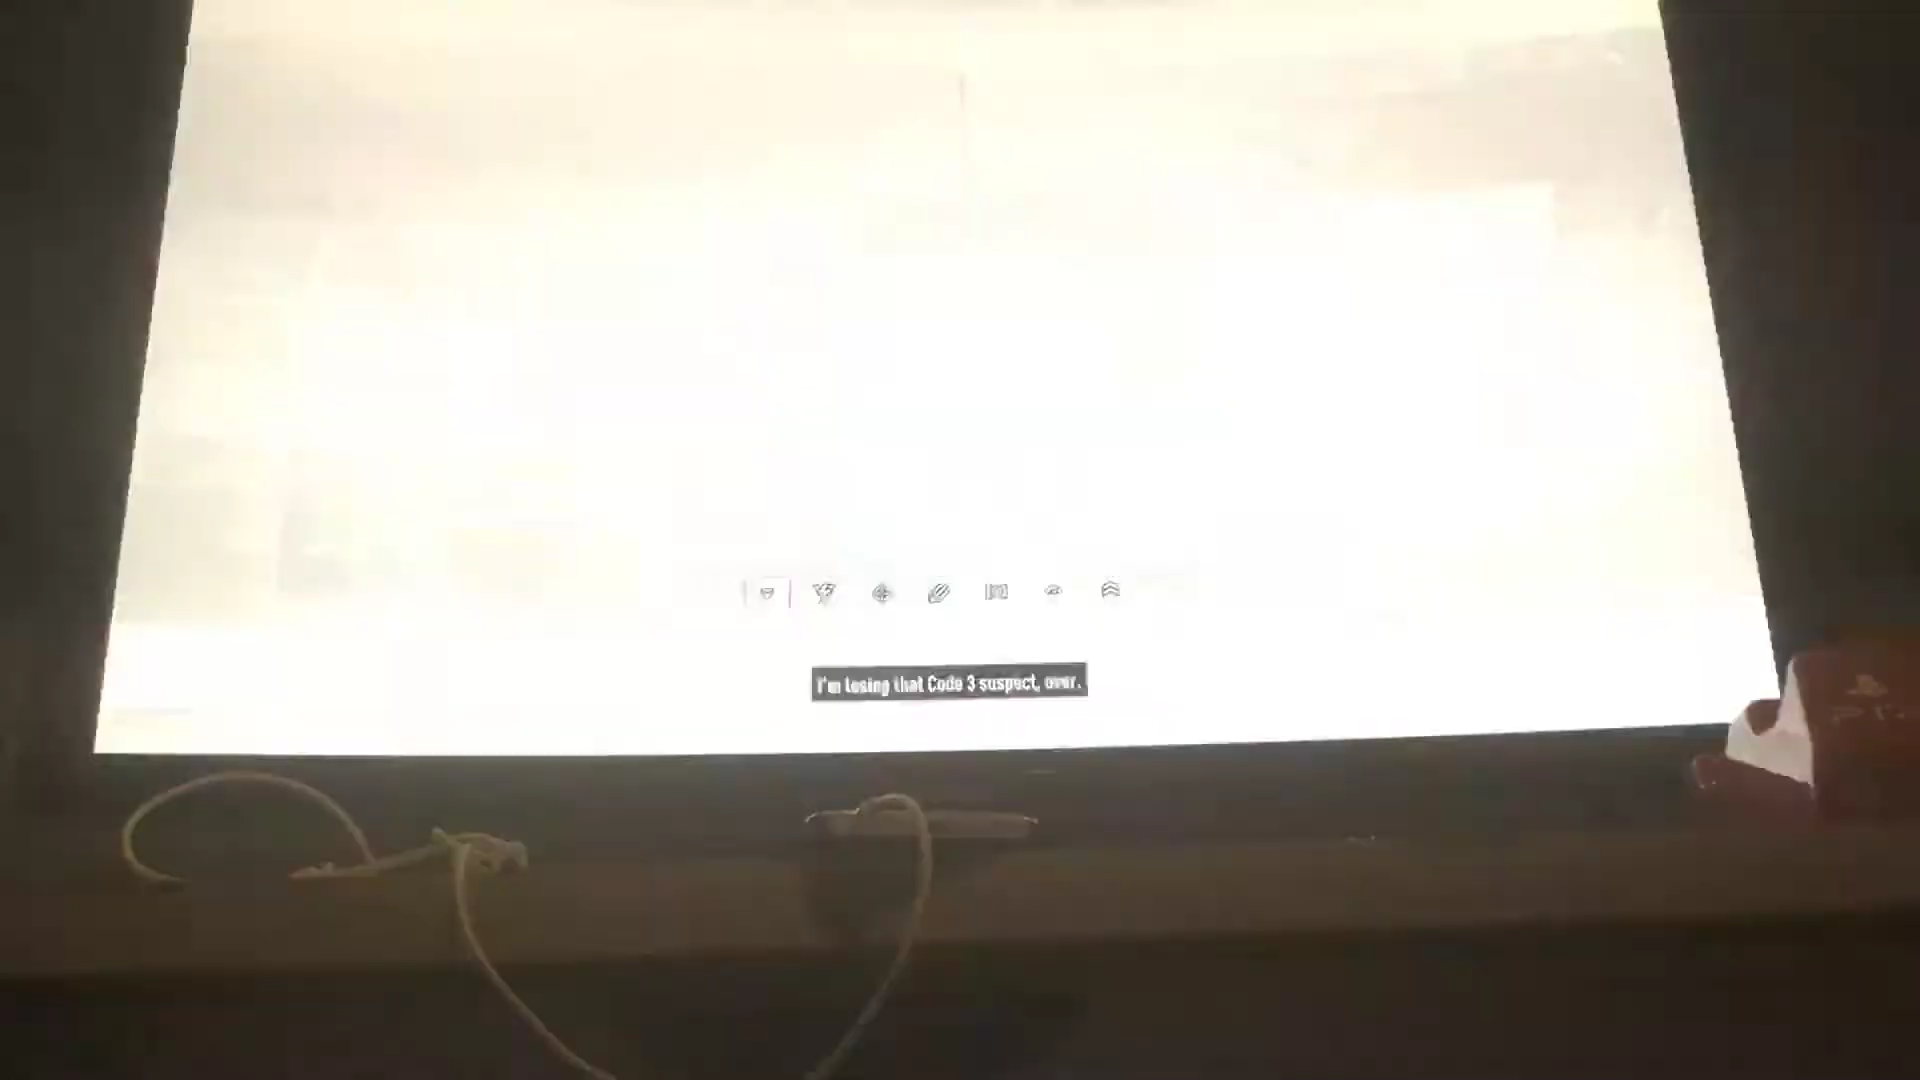 I'm losing that Code 3 suspect, over.